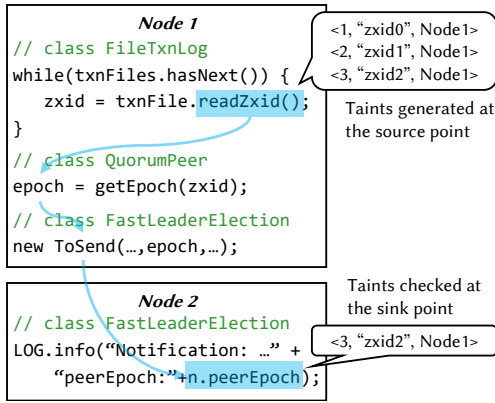 Node 1
// class FileTxnLog
while(txnFiles.hasNext()) {
zxid = txnFile.readZxid();
}
// class QuorumPeer
epoch = getEpoch(zxid);
// class FastLeaderElection
new ToSend(…,epoch,…);
<1, “zxid0”, Node1>
<2, “zxid1”, Node1>
<3, “zxid2”, Node1>
Taints generated at
the source point
Node 2
// class FastLeaderElection
LOG.info(“Notification: …” +
“peerEpoch:”+n.peerEpoch);
Taints checked at
the sink point
<3, “zxid2”, Node1>